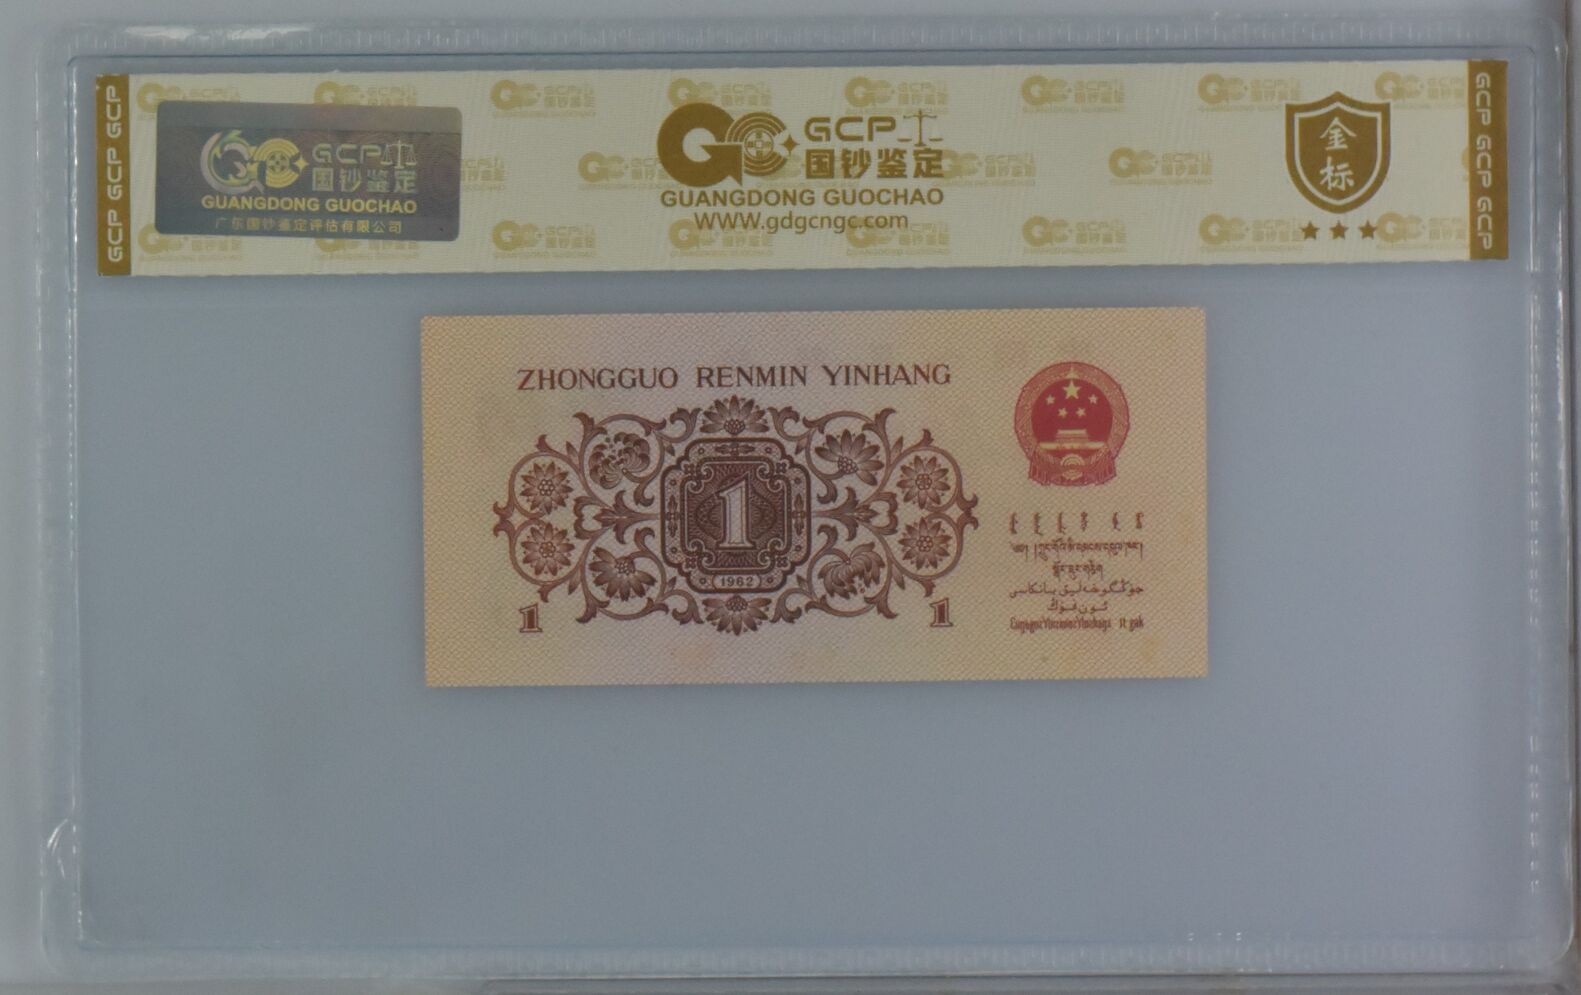 GCP GCP GCP
GCP
国钞鉴定
GUANGDONG GUOCHAO
广东国钞鉴定评估有限公司
GCP
国钞鉴定
GUANGDONG GUOCHAO
WWW.gdgcngc.com
金标
GCP GCP GCP
ZHONGGUO RENMIN YINHANG
1
1962
1
1